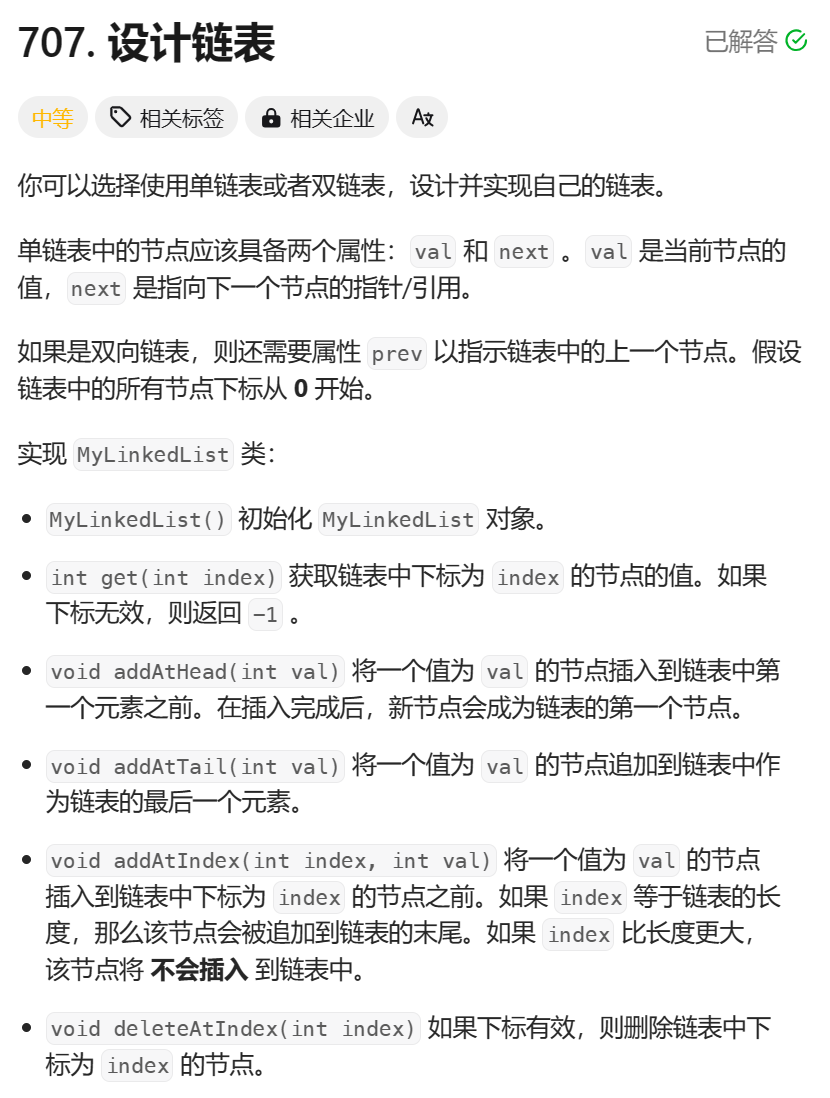 707. 设计链表
已解答
中等
相关标签
相关企业
你可以选择使用单链表或者双链表，设计并实现自己的链表。
单链表中的节点应该具备两个属性：val 和 next 。val 是当前节点的
值，next 是指向下一个节点的指针/引用。
如果是双向链表，则还需要属性 prev 以指示链表中的上一个节点。假设
链表中的所有节点下标从 0 开始。
实现 MyLinkedList 类：
MyLinkedList() 初始化 MyLinkedList 对象。
int get(int index) 获取链表中下标为 index 的节点的值。如果
下标无效，则返回 -1 。
void addAtHead(int val) 将一个值为 val 的节点插入到链表中第
一个元素之前。在插入完成后，新节点会成为链表的第一个节点。
void addAtTail(int val) 将一个值为 val 的节点追加到链表中作
为链表的最后一个元素。
void addAtIndex(int index, int val) 将一个值为 val 的节点
插入到链表中下标为 index 的节点之前。如果 index 等于链表的长
度，那么该节点会被追加到链表的末尾。如果 index 比长度更大，
该节点将 不会插入 到链表中。
void deleteAtIndex(int index) 如果下标有效，则删除链表中下
标为 index 的节点。